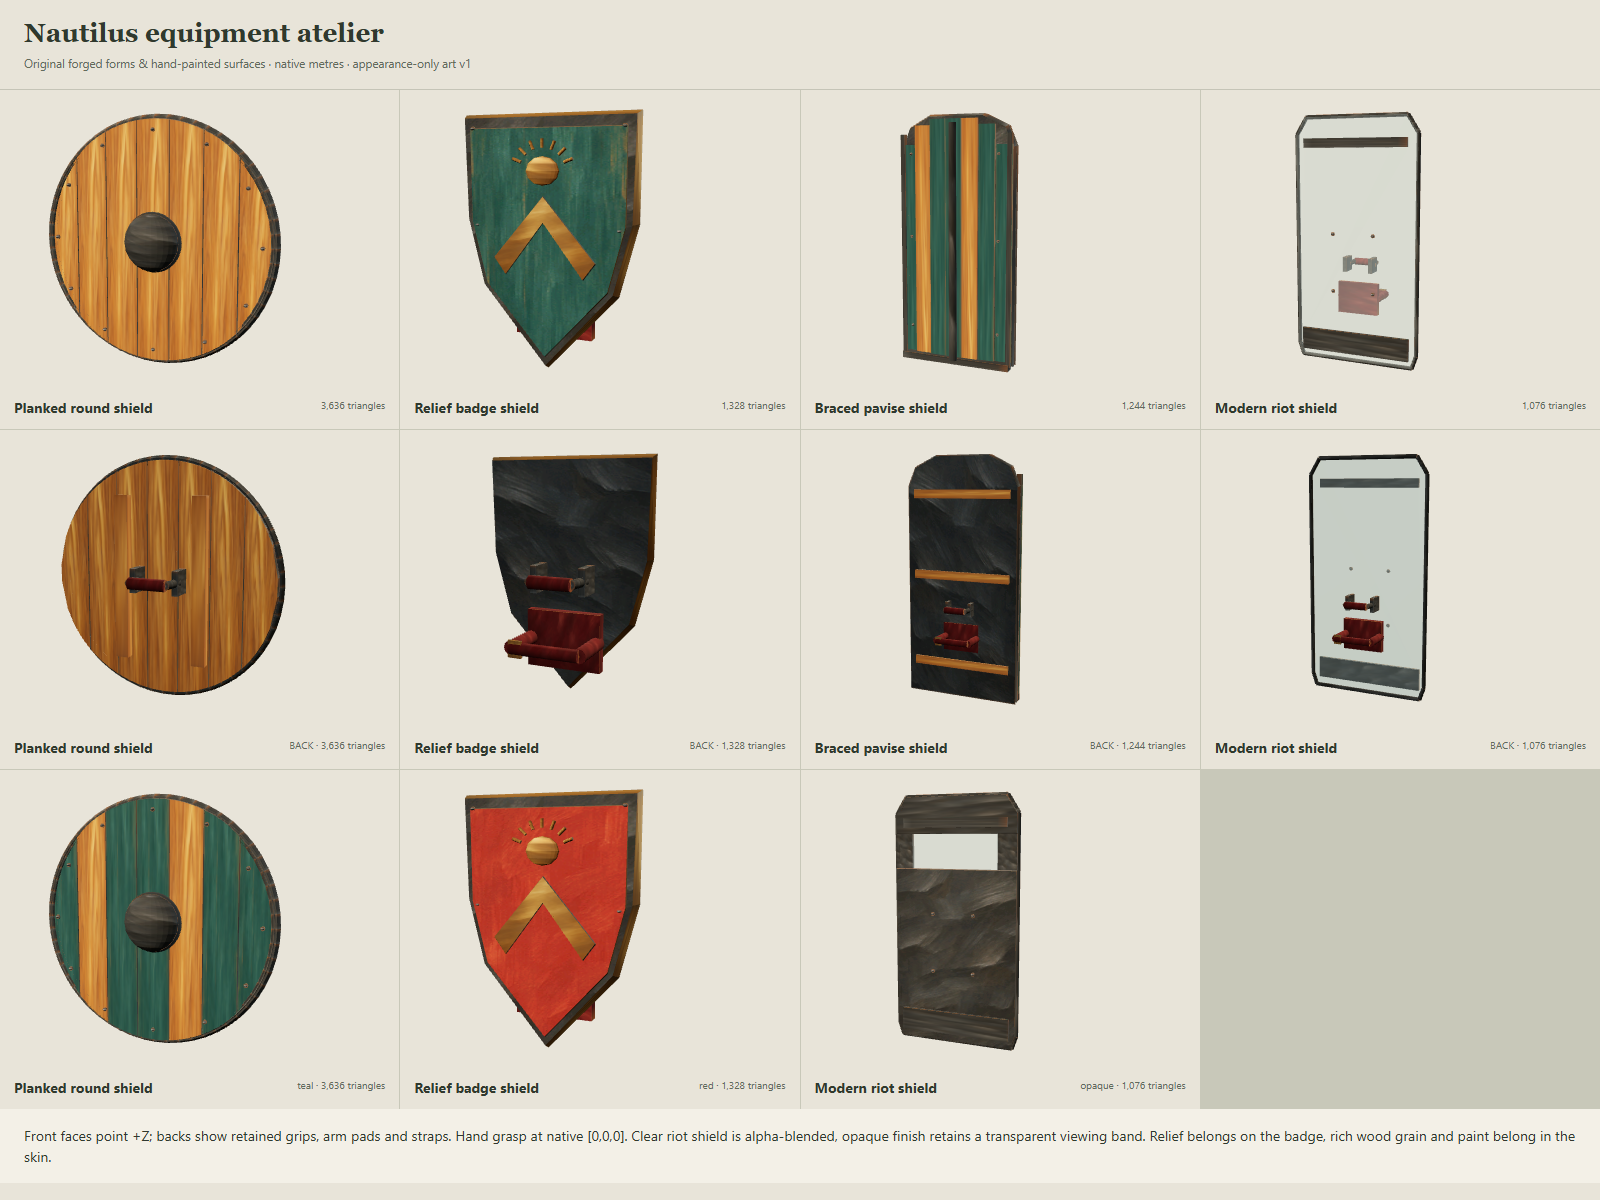 Nautilus equipment atelier
Original forged forms & hand-painted surfaces · native metres · appearance-only art v1
Planked round shield
3,636 triangles
Relief badge shield
1,328 triangles
Braced pavise shield
1,244 triangles
Modern riot shield
1,076 triangles
Planked round shield
BACK · 3,636 triangles
Relief badge shield
BACK · 1,328 triangles
Braced pavise shield
BACK · 1,244 triangles
Modern riot shield
BACK · 1,076 triangles
Planked round shield
teal · 3,636 triangles
Relief badge shield
red · 1,328 triangles
Modern riot shield
opaque · 1,076 triangles
Front faces point +Z; backs show retained grips, arm pads and straps. Hand grasp at native [0,0,0]. Clear riot shield is alpha-blended, opaque finish retains a transparent viewing band. Relief belongs on the badge, rich wood grain and paint belong in the
skin.